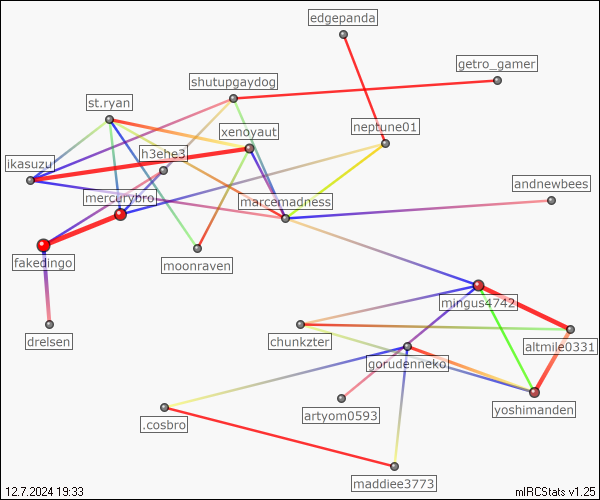 edgepanda
getro_gamer
shutupgaydog
st.ryan
neptune01
xenoyaut
h3ehe3
ikasuzu
andnewbees
mercurybro
marcemadness
fakedingo
moonraven
mingus4742
drelsen
chunkzter
altmile0331
gorudenneko
artyom0593
yoshimanden
.cosbro
maddiee3773
12.7.2024 19:33
mIRCStats v1.25